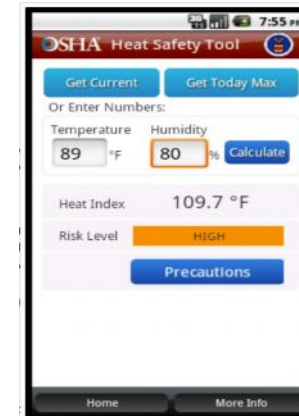 7:55 PM
OSHA Heat Safety Tool
Get Current Get Today Max
Or Enter Numbers:
Temperature Humidity
89 °F 80 % Calculate
Heat Index 109.7 °F
Risk Level HIGH
Precautions
Home More Info